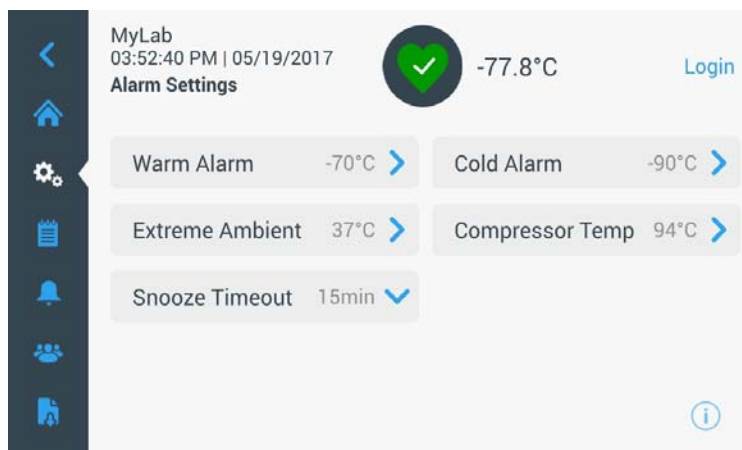 MyLab
03:52:40 PM | 05/19/2017
Alarm Settings
-77.8°C
Login
Warm Alarm -70°C
Cold Alarm -90°C
Extreme Ambient 37°C
Compressor Temp 94°C
Snooze Timeout 15min
i